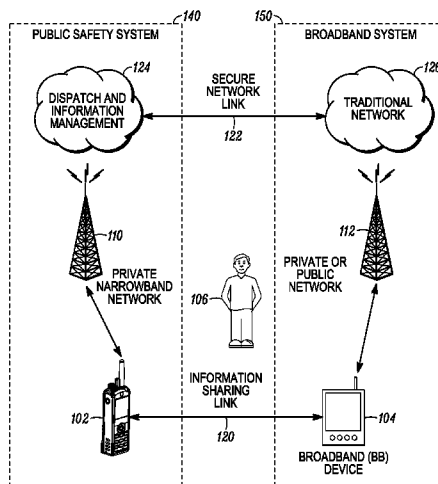 140
150
PUBLIC SAFETY SYSTEM
BROADBAND SYSTEM
124
126
DISPATCH AND
INFORMATION
MANAGEMENT
SECURE
NETWORK
LINK
122
TRADITIONAL
NETWORK
110
112
PRIVATE
NARROWBAND
NETWORK
106
PRIVATE OR
PUBLIC
NETWORK
102
INFORMATION
SHARING
LINK
120
104
BROADBAND (BB)
DEVICE